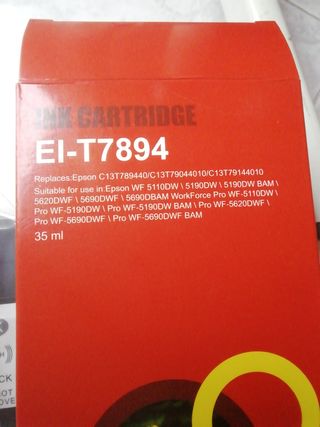 INK CARTRIDGE
EI-T7894
Replaces:Epson C13T789440/C13T79044010/C13T79144010
Suitable for use in:Epson WF 5110DW \ 5190DW \ 5190DW BAM \
5620DWF \ 5690DWF \ 5690DBAM WorkForce Pro WF-5110DW \
Pro WF-5190DW \ Pro WF-5190DW BAM \ Pro WF-5620DWF \
Pro WF-5690DWF \ Pro WF-5690DWF BAM
35 ml
CK